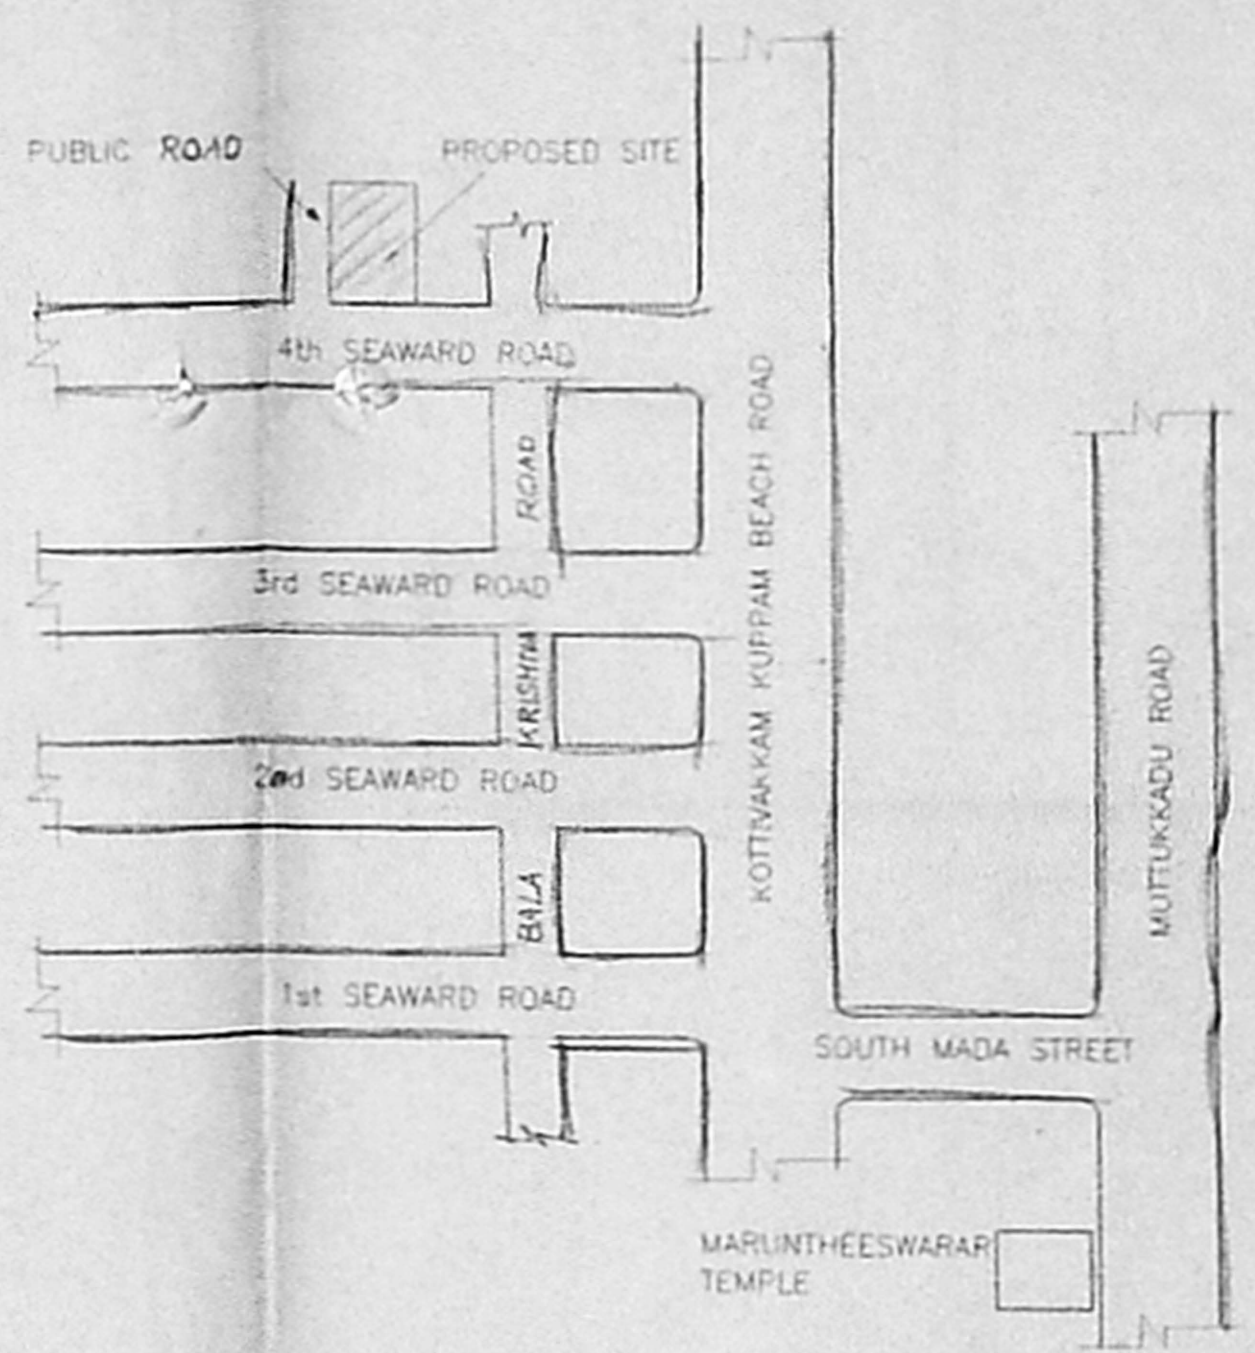 PUBLIC ROAD
PROPOSED SITE
4th SEAWARD ROAD
3rd SEAWARD ROAD
2nd SEAWARD ROAD
1st SEAWARD ROAD
BALA KRISHNA ROAD
KOTTIVAKKAM KUPPAM BEACH ROAD
MUTTUKKADU ROAD
SOUTH MADA STREET
MARUNTHEESWARAR
TEMPLE